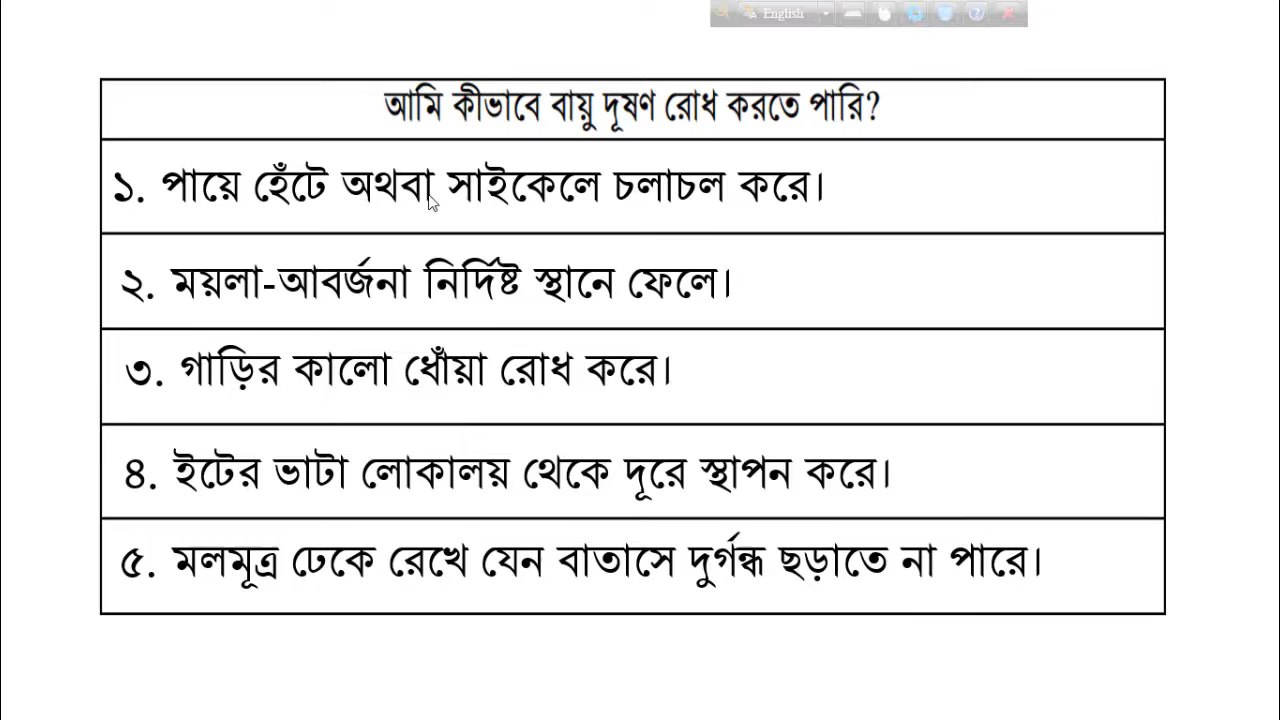 English
আমি কীভাবে বায়ু দূষণ রোধ করতে পারি?
১. পায়ে হেঁটে অথবা সাইকেলে চলাচল করে।
২. ময়লা-আবর্জনা নির্দিষ্ট স্থানে ফেলে।
৩. গাড়ির কালো ধোঁয়া রোধ করে।
৪. ইটের ভাটা লোকালয় থেকে দূরে স্থাপন করে।
৫. মলমূত্র ঢেকে রেখে যেন বাতাসে দুর্গন্ধ ছড়াতে না পারে।